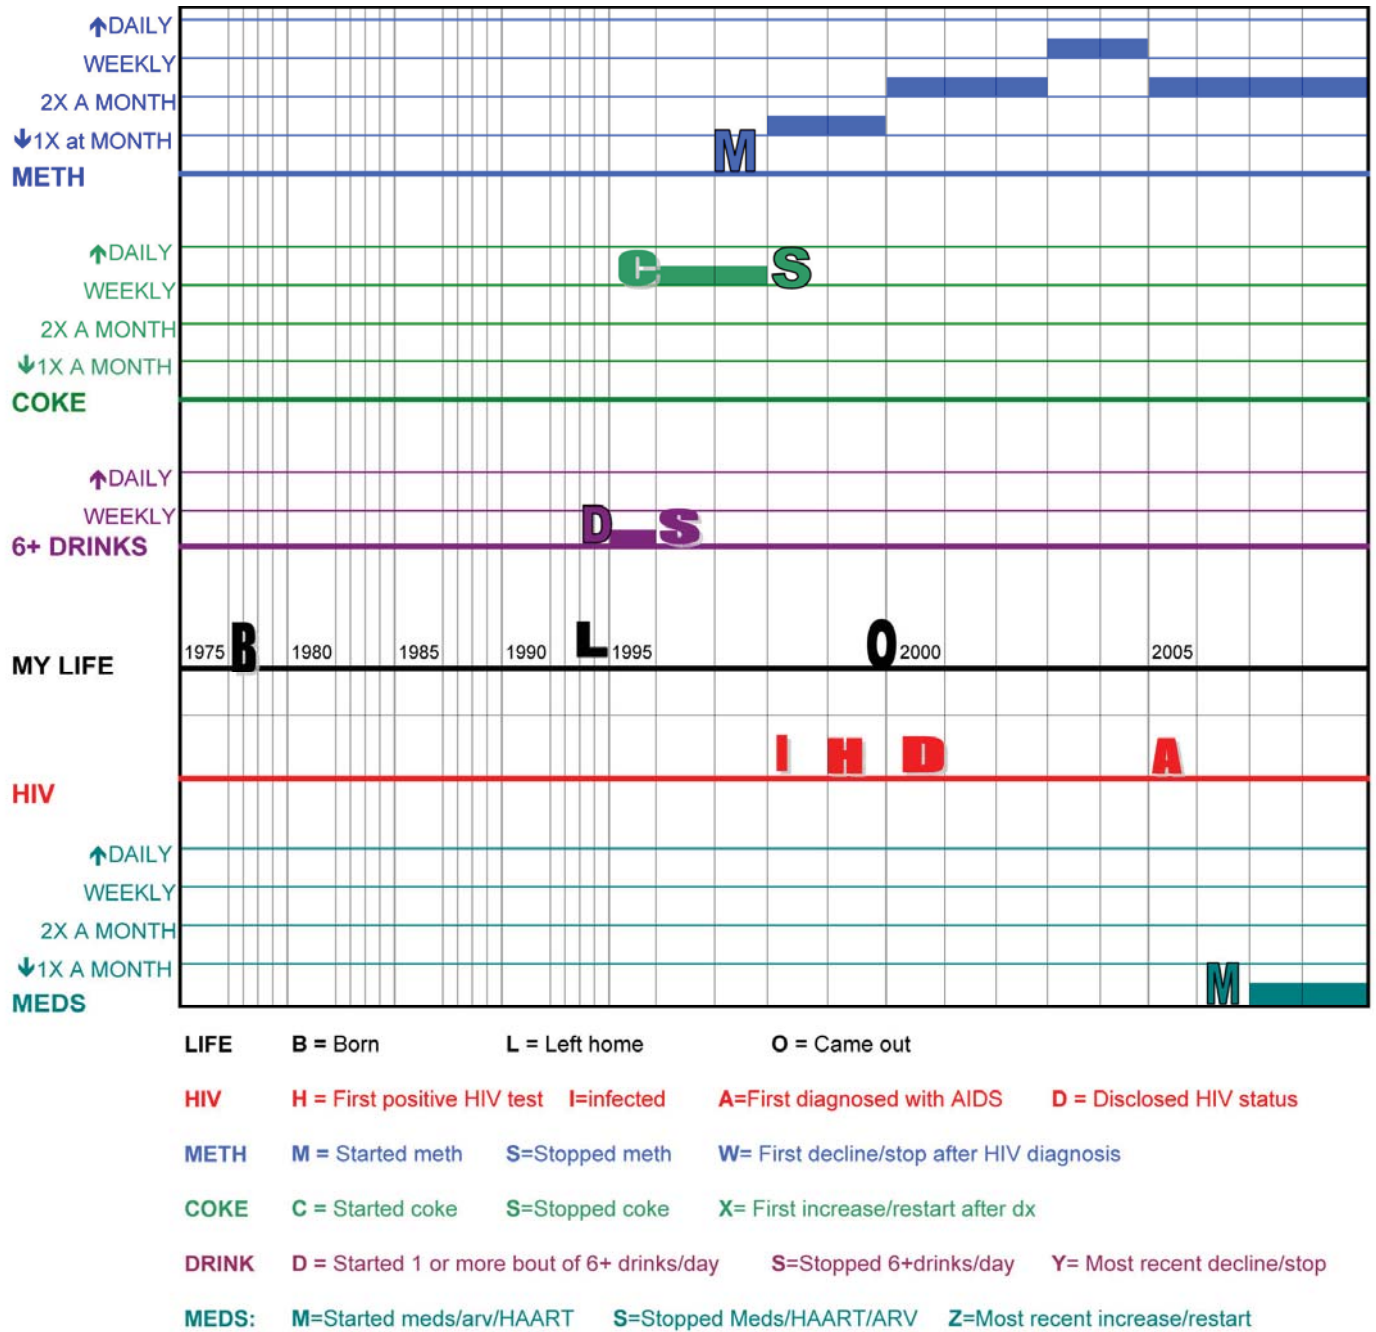 ↑DAILY
WEEKLY
2X A MONTH
↓1X at MONTH
M
METH
↑DAILY
C S
WEEKLY
2X A MONTH
↓1X A MONTH
COKE
↑DAILY
WEEKLY
D S
6+ DRINKS
1975 B 1980 1985 1990 L 1995 O 2000 2005
MY LIFE
I H D A
HIV
↑DAILY
WEEKLY
2X A MONTH
↓1X A MONTH
M
MEDS
LIFE B = Born L = Left home O = Came out
HIV H = First positive HIV test I=infected A=First diagnosed with AIDS D = Disclosed HIV status
METH M = Started meth S=Stopped meth W= First decline/stop after HIV diagnosis
COKE C = Started coke S=Stopped coke X= First increase/restart after dx
DRINK D = Started 1 or more bout of 6+ drinks/day S=Stopped 6+drinks/day Y= Most recent decline/stop
MEDS: M=Started meds/arv/HAART S=Stopped Meds/HAART/ARV Z=Most recent increase/restart